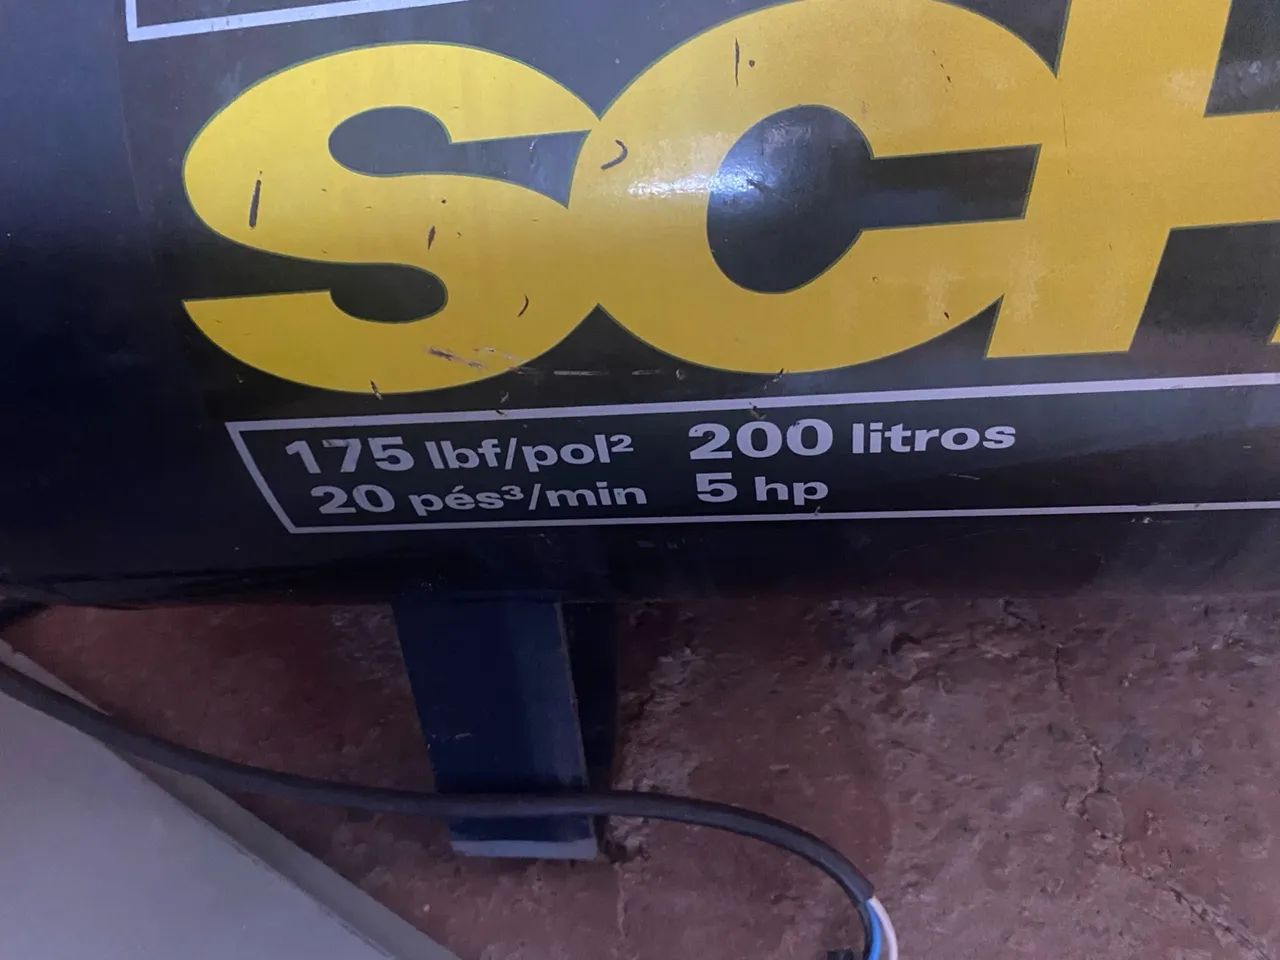 SCH
175 lbf/pol² 200 litros
20 pés³/min 5 hp